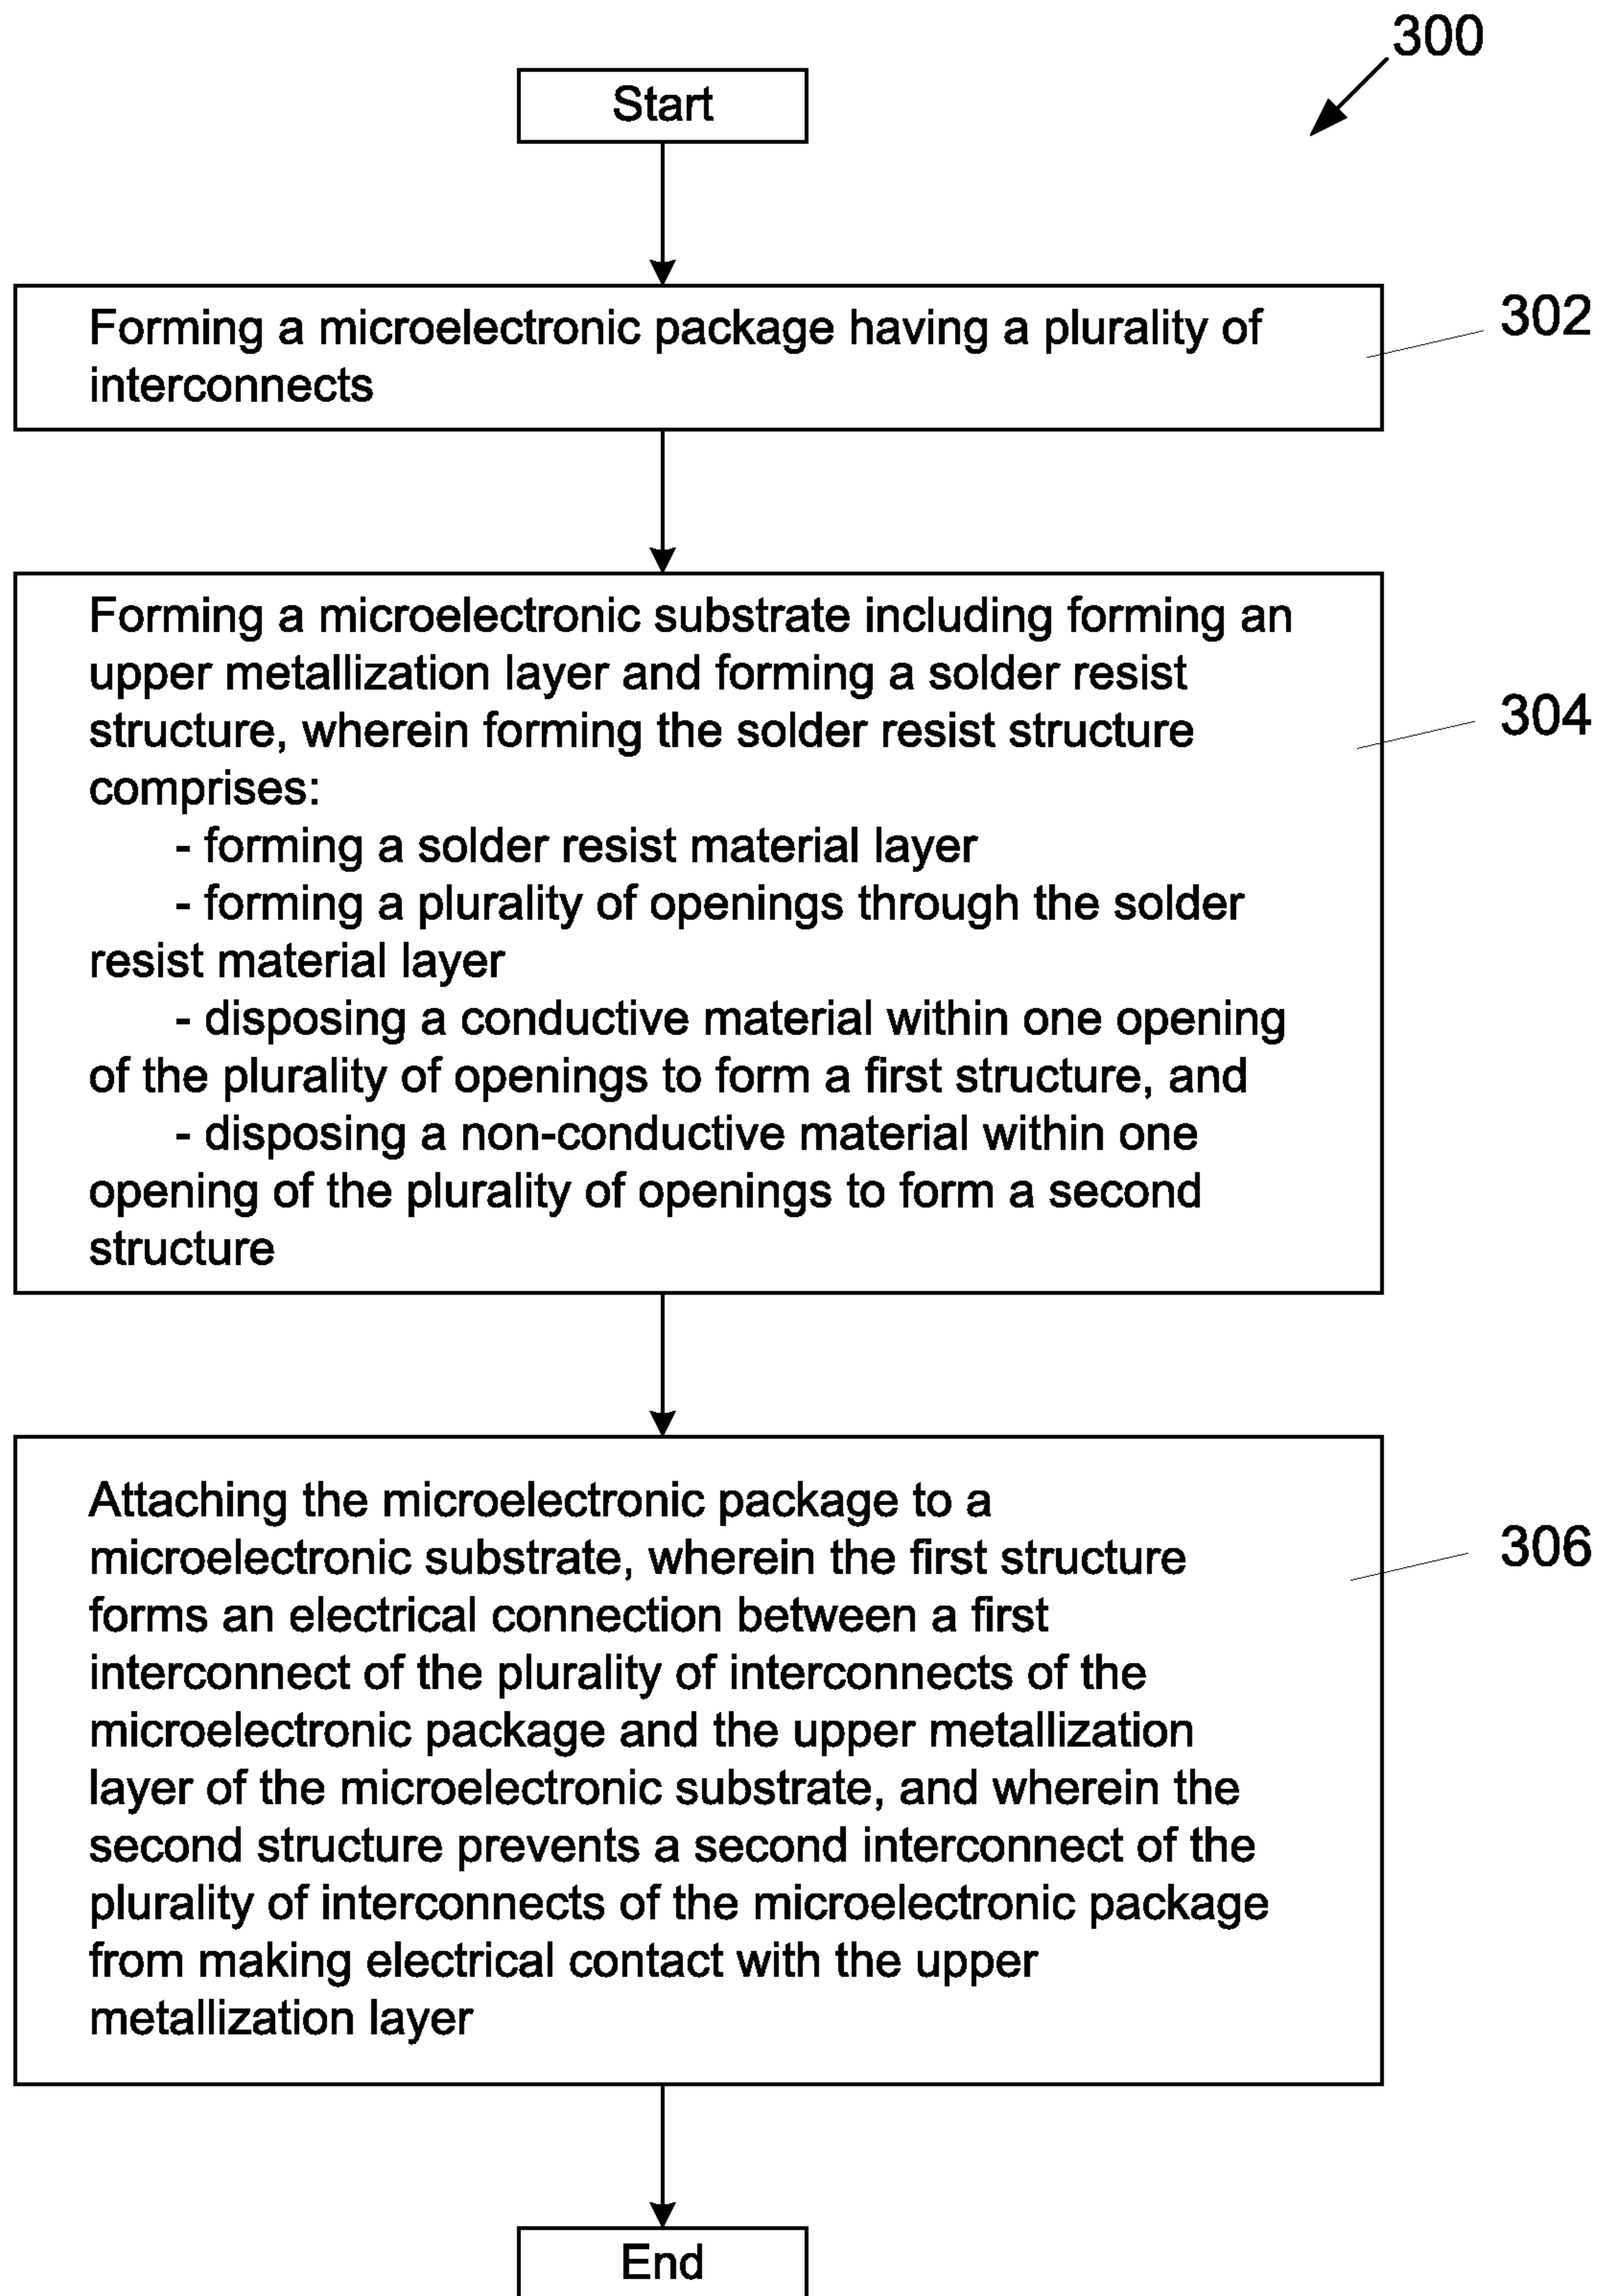 300
Start
Forming a microelectronic package having a plurality of
interconnects
302
Forming a microelectronic substrate including forming an
upper metallization layer and forming a solder resist
structure, wherein forming the solder resist structure
comprises:
- forming a solder resist material layer
- forming a plurality of openings through the solder
resist material layer
- disposing a conductive material within one opening
of the plurality of openings to form a first structure, and
- disposing a non-conductive material within one
opening of the plurality of openings to form a second
structure
304
Attaching the microelectronic package to a
microelectronic substrate, wherein the first structure
forms an electrical connection between a first
interconnect of the plurality of interconnects of the
microelectronic package and the upper metallization
layer of the microelectronic substrate, and wherein the
second structure prevents a second interconnect of the
plurality of interconnects of the microelectronic package
from making electrical contact with the upper
metallization layer
306
End